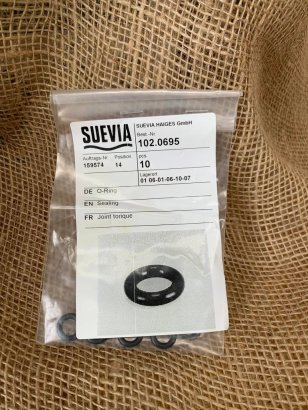 SUEVIA
SUEVIA HAIGES GmbH
Best.-Nr.
102.0695
Auftrags-Nr. Position pcs
159574 14 10
Lagerort
01 06-01-06-10-07
DE O-Ring
EN Sealing
FR Joint torique